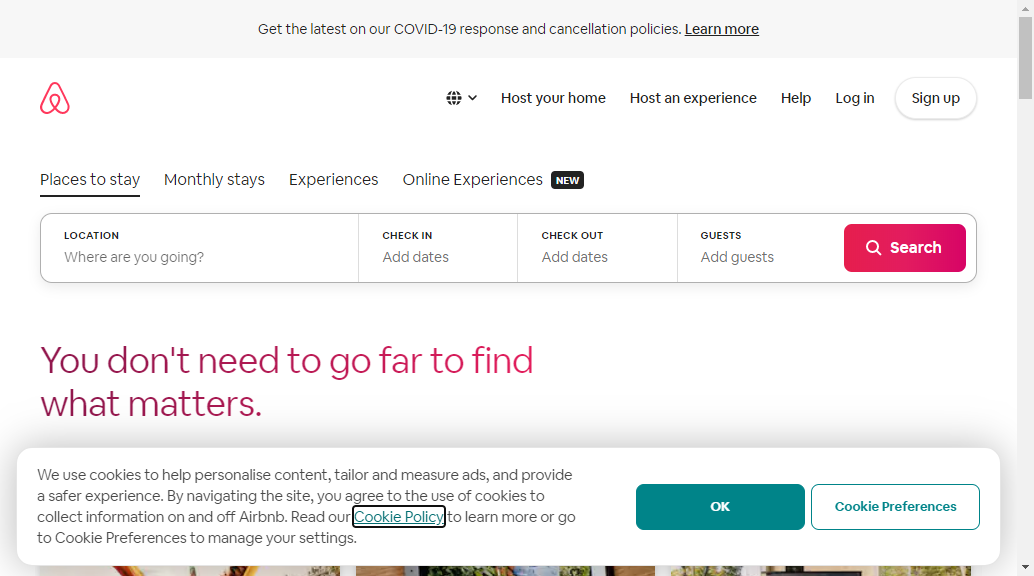 Get the latest on our COVID-19 response and cancellation policies. Learn more
Host your home
Host an experience
Help
Log in
Sign up
Places to stay
Monthly stays
Experiences
Online Experiences
NEW
LOCATION
Where are you going?
CHECK IN
Add dates
CHECK OUT
Add dates
GUESTS
Add guests
Search
You don't need to go far to find
what matters.
We use cookies to help personalise content, tailor and measure ads, and provide
a safer experience. By navigating the site, you agree to the use of cookies to
collect information on and off Airbnb. Read our Cookie Policy to learn more or go
to Cookie Preferences to manage your settings.
OK
Cookie Preferences